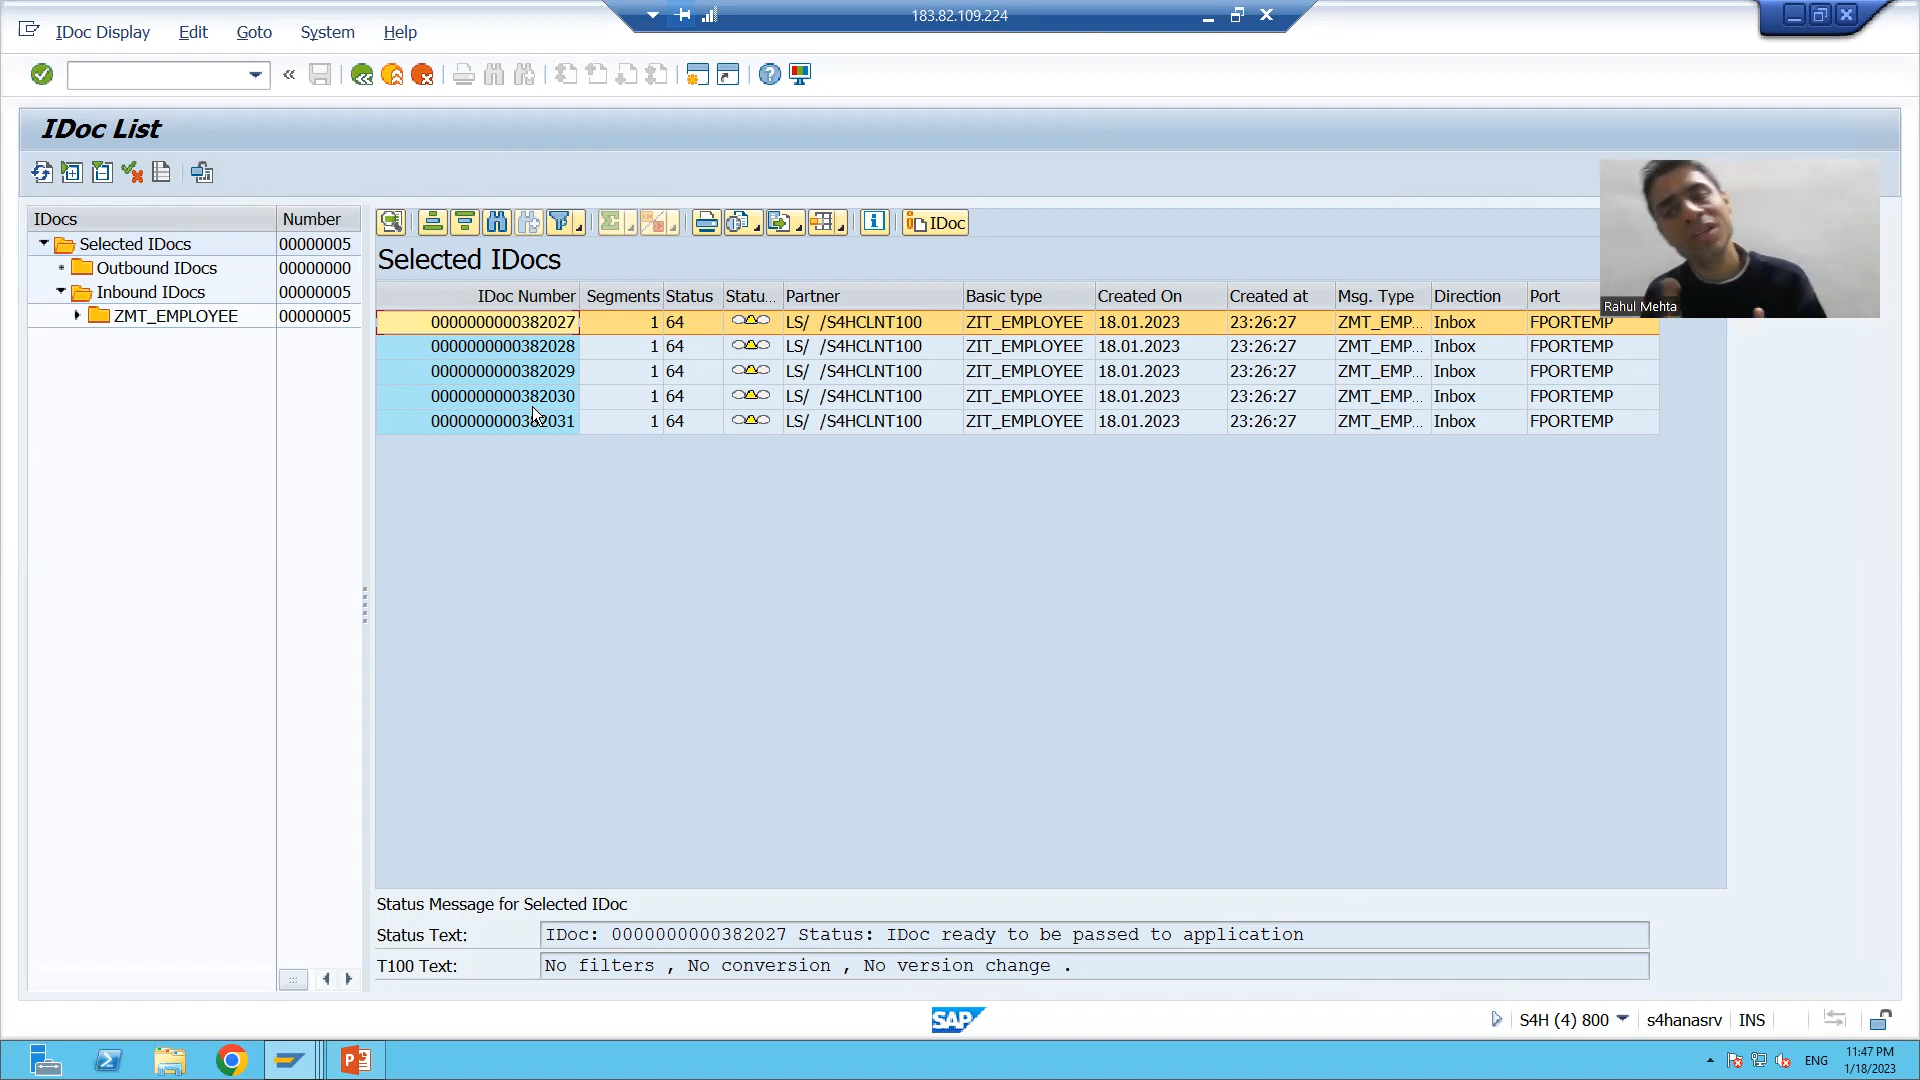 183.82.109.224
IDoc Display Edit Goto System Help
IDoc List
IDocs Number
Selected IDocs 00000005
Outbound IDocs 00000000
Inbound IDocs 00000005
ZMT_EMPLOYEE 00000005
IDoc
Selected IDocs
IDoc Number Segments Status Statu... Partner Basic type Created On Created at Msg. Type Direction Port
0000000000382027 1 64 LS/ /S4HCLNT100 ZIT_EMPLOYEE 18.01.2023 23:26:27 ZMT_EMP... Inbox FPORTEMP
0000000000382028 1 64 LS/ /S4HCLNT100 ZIT_EMPLOYEE 18.01.2023 23:26:27 ZMT_EMP... Inbox FPORTEMP
0000000000382029 1 64 LS/ /S4HCLNT100 ZIT_EMPLOYEE 18.01.2023 23:26:27 ZMT_EMP... Inbox FPORTEMP
0000000000382030 1 64 LS/ /S4HCLNT100 ZIT_EMPLOYEE 18.01.2023 23:26:27 ZMT_EMP... Inbox FPORTEMP
0000000000382031 1 64 LS/ /S4HCLNT100 ZIT_EMPLOYEE 18.01.2023 23:26:27 ZMT_EMP... Inbox FPORTEMP
Rahul Mehta
Status Message for Selected IDoc
Status Text: IDoc: 0000000000382027 Status: IDoc ready to be passed to application
T100 Text: No filters , No conversion , No version change .
SAP
S4H (4) 800 s4hanasrv INS
ENG
11:47 PM
1/18/2023